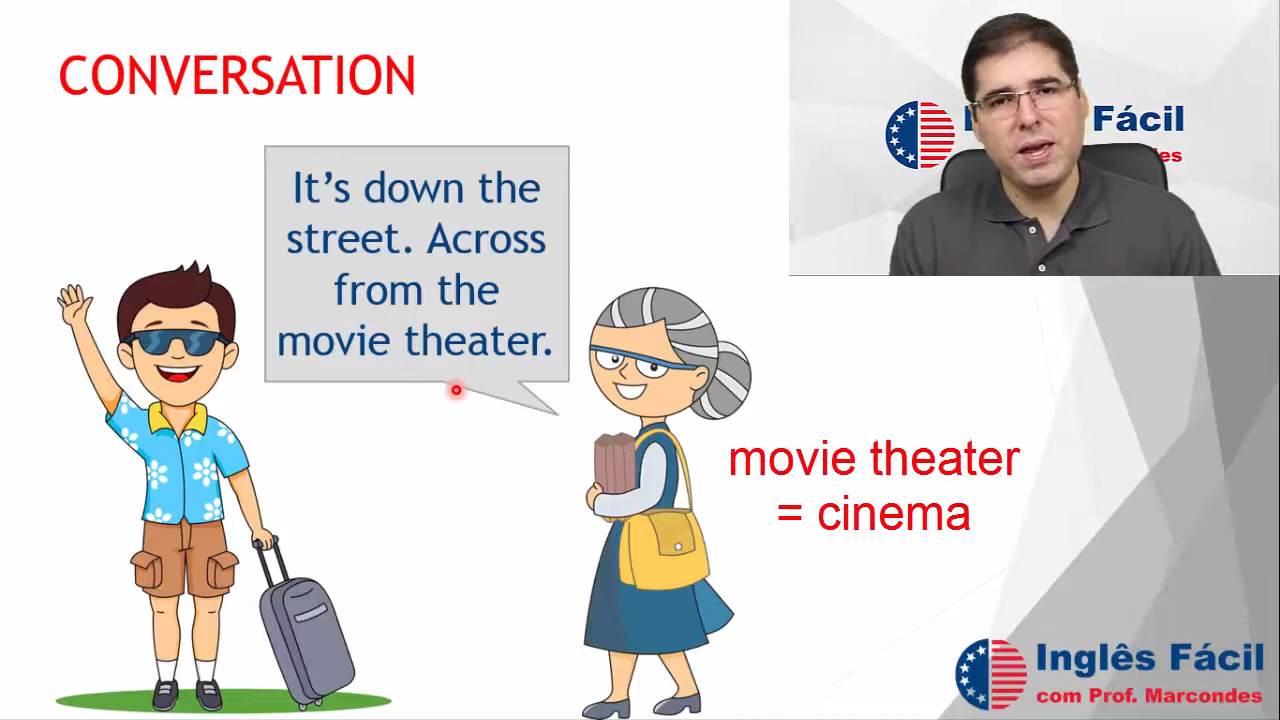 CONVERSATION
It's down the
street. Across
from the
movie theater.
movie theater
= cinema
Fácil
Inglês Fácil
com Prof. Marcondes